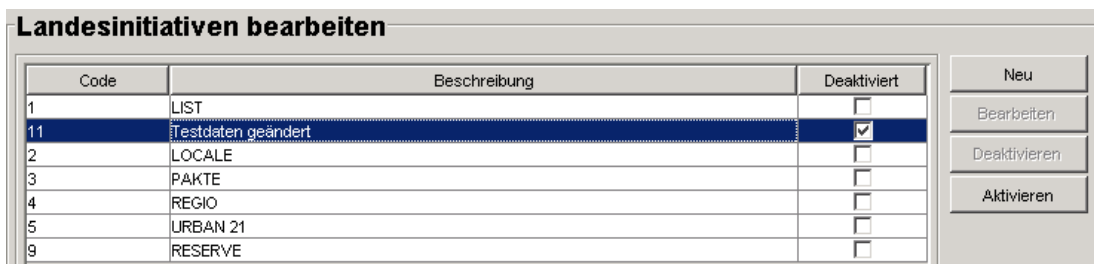 Landesinitiativen bearbeiten
Code Beschreibung Deaktiviert Neu
1 LIST
Bearbeiten
11 Testdaten geändert
2 LOCALE Deaktivieren
3 PAKTE
4 REGIO Aktivieren
5 URBAN 21
9 RESERVE